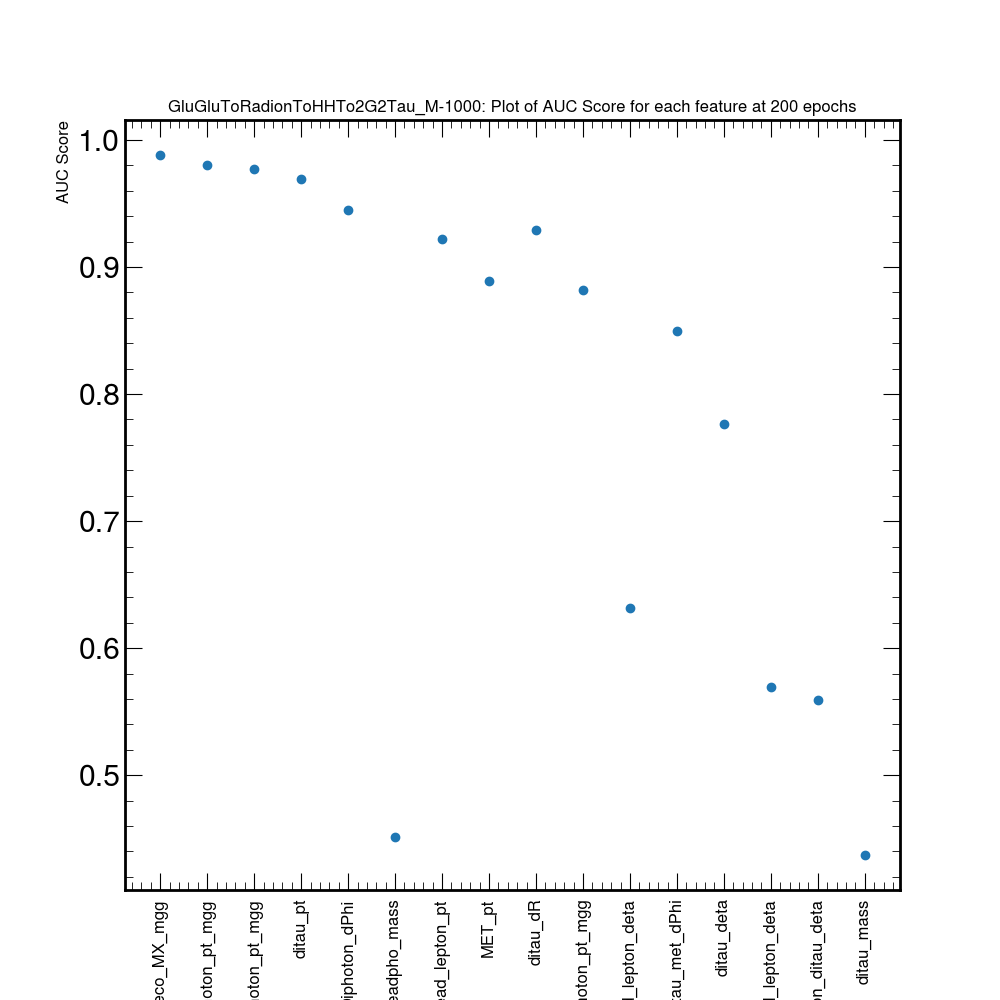 GluGluToRadionToHHTo2G2Tau_M-1000: Plot of AUC Score for each feature at 200 epochs
AUC Score
1.0
0.9
0.8
0.7
0.6
0.5
eco_MX_mgg
oton_pt_mgg
oton_pt_mgg
ditau_pt
iphoton_dPhi
eadpho_mass
ead_lepton_pt
MET_pt
ditau_dR
oton_pt_mgg
l_lepton_deta
tau_met_dPhi
ditau_deta
l_lepton_deta
n_ditau_deta
ditau_mass